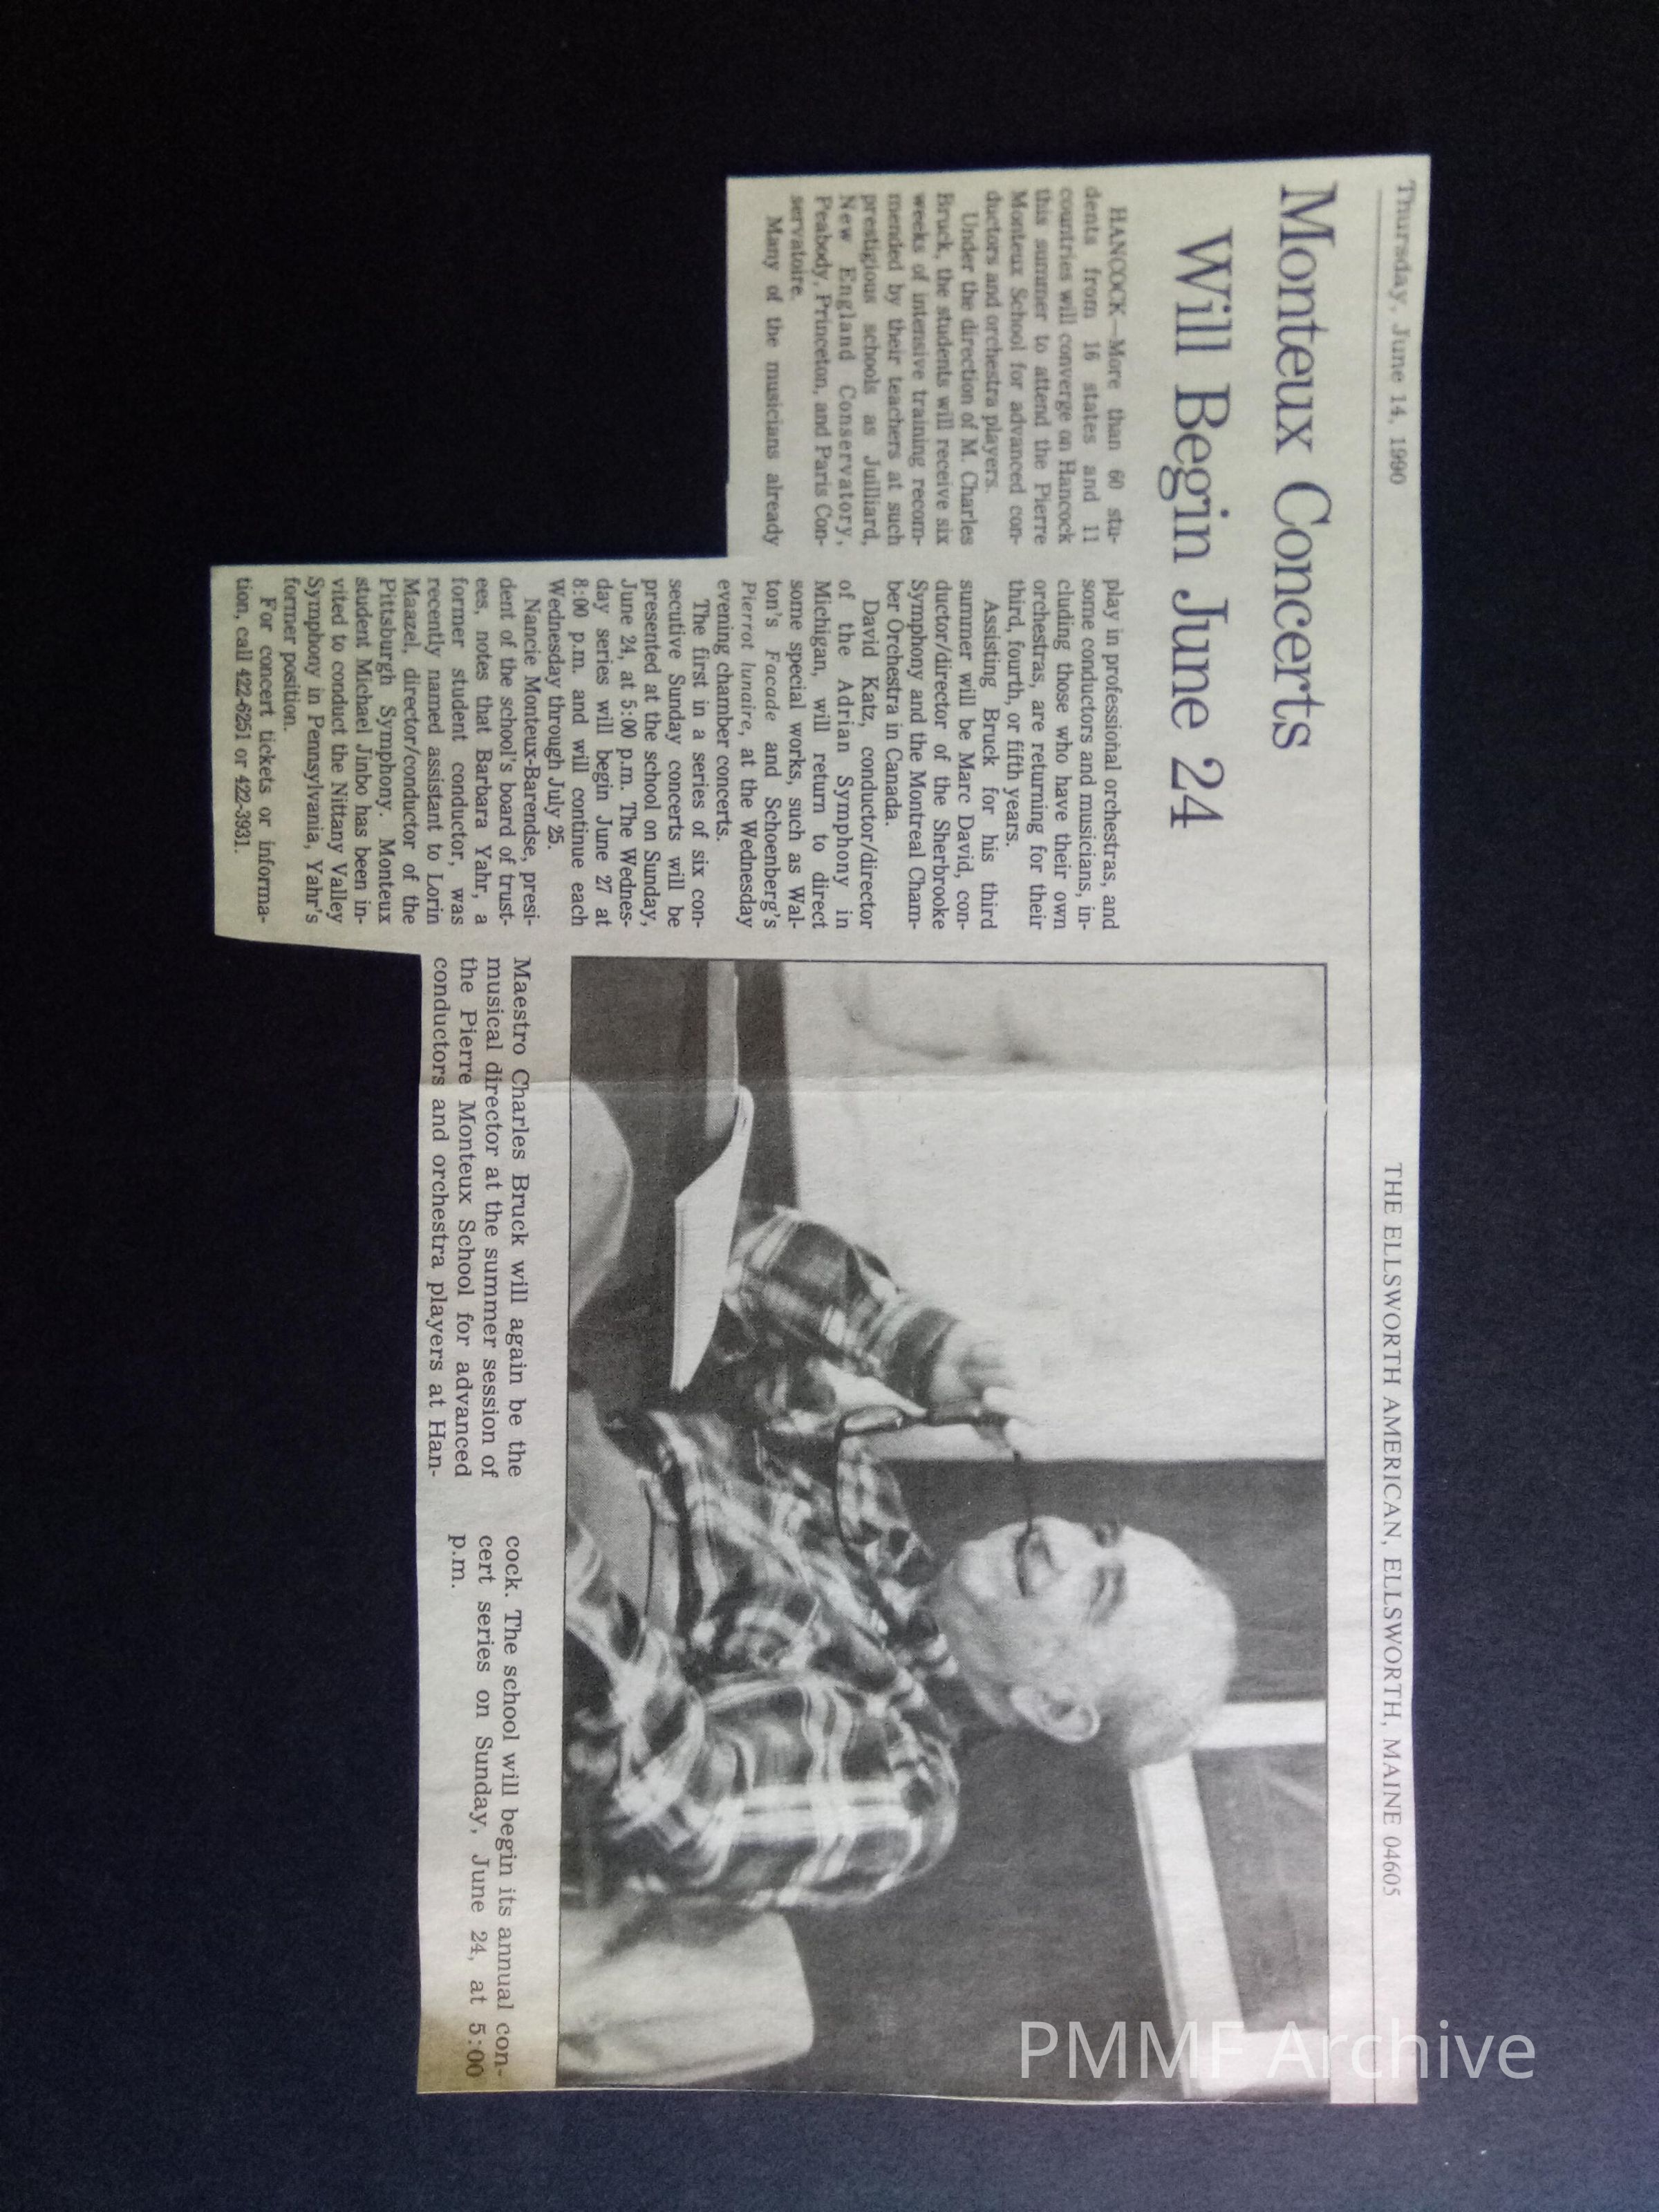 Thursday, June 14, 1990
THE ELLSWORTH AMERICAN, ELLSWORTH, MAINE 04605
Monteux Concerts
Will Begin June 24
HANCOCK—More than 60 stu-
dents from 16 states and 11
countries will converge on Hancock
this summer to attend the Pierre
Monteux School for advanced con-
ductors and orchestra players.
Under the direction of M. Charles
Bruck, the students will receive six
weeks of intensive training recom-
mended by their teachers at such
prestigious schools as Juilliard,
New England Conservatory,
Peabody, Princeton, and Paris Con-
servatoire.
Many of the musicians already
play in professional orchestras, and
some conductors and musicians, in-
cluding those who have their own
orchestras, are returning for their
third, fourth, or fifth years.
Assisting Bruck for his third
summer will be Marc David, con-
ductor/director of the Sherbrooke
Symphony and the Montreal Cham-
ber Orchestra in Canada.
David Katz, conductor/director
of the Adrian Symphony in
Michigan, will return to direct
some special works, such as Wal-
ton's Facade and Schoenberg's
Pierrot lunaire, at the Wednesday
evening chamber concerts.
The first in a series of six con-
secutive Sunday concerts will be
presented at the school on Sunday,
June 24, at 5:00 p.m. The Wednes-
day series will begin June 27 at
8:00 p.m. and will continue each
Wednesday through July 25.
Nancie Monteux-Barendse, presi-
dent of the school's board of trust-
ees, notes that Barbara Yahr, a
former student conductor, was
recently named assistant to Lorin
Maazel, director/conductor of the
Pittsburgh Symphony. Monteux
student Michael Jinbo has been in-
vited to conduct the Nittany Valley
Symphony in Pennsylvania, Yahr's
former position.
For concert tickets or informa-
tion, call 422-6251 or 422-3931.
Maestro Charles Bruck will again be the
musical director at the summer session of
the Pierre Monteux School for advanced
conductors and orchestra players at Han-
cock. The school will begin its annual con-
cert series on Sunday, June 24, at 5:00
p.m.
PMMF Archive